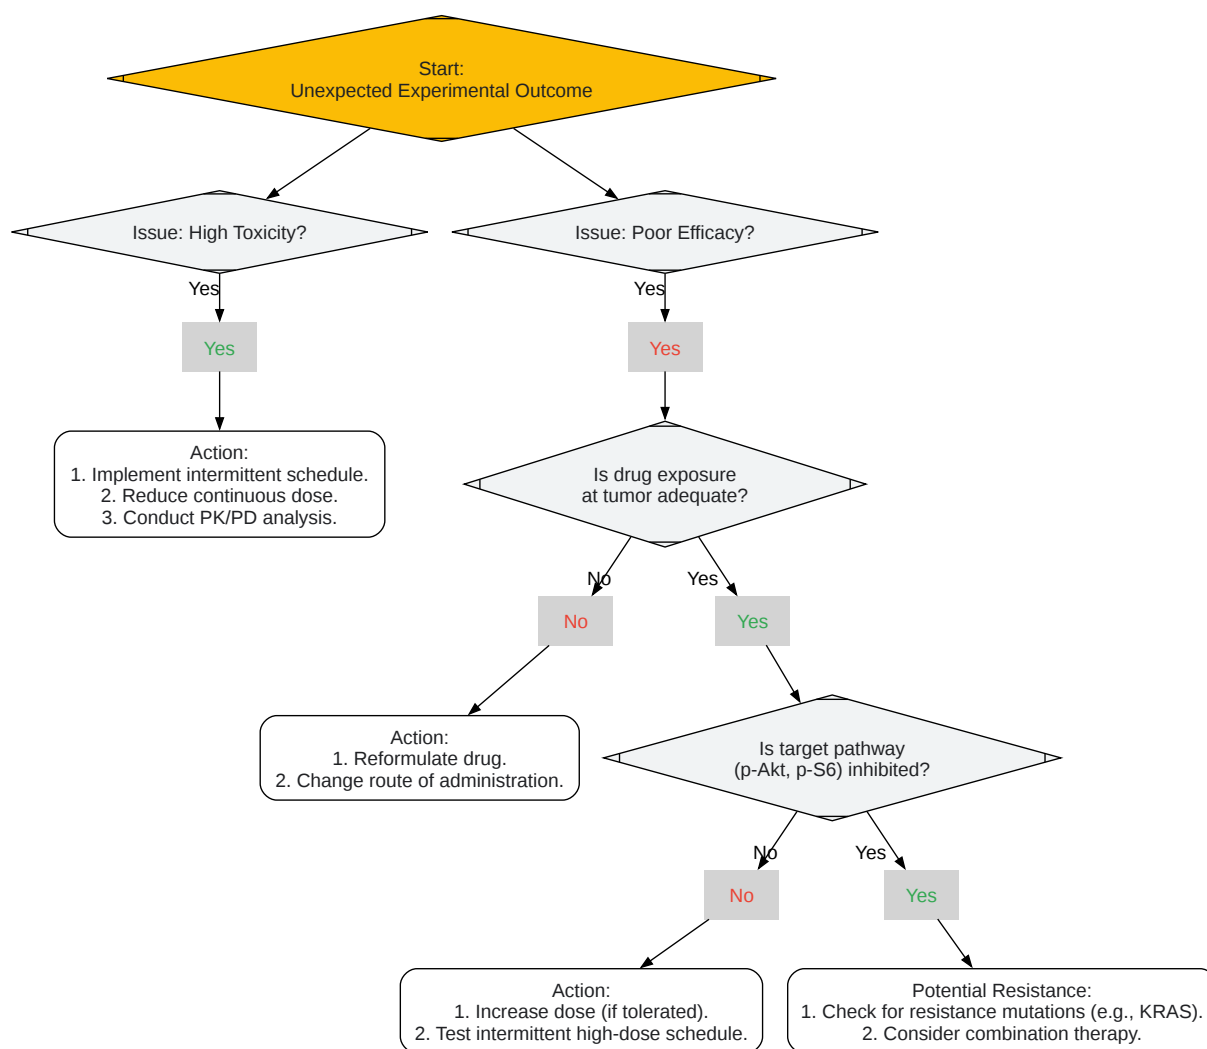 Start:
Unexpected Experimental Outcome
Issue: High Toxicity?
Issue: Poor Efficacy?
Yes
Yes
Yes
Yes
Action:
1. Implement intermittent schedule.
2. Reduce continuous dose.
3. Conduct PK/PD analysis.
Is drug exposure
at tumor adequate?
No
Yes
No
Yes
Action:
1. Reformulate drug.
2. Change route of administration.
Is target pathway
(p-Akt, p-S6) inhibited?
No
Yes
No
Yes
Action:
1. Increase dose (if tolerated).
2. Test intermittent high-dose schedule.
Potential Resistance:
1. Check for resistance mutations (e.g., KRAS).
2. Consider combination therapy.